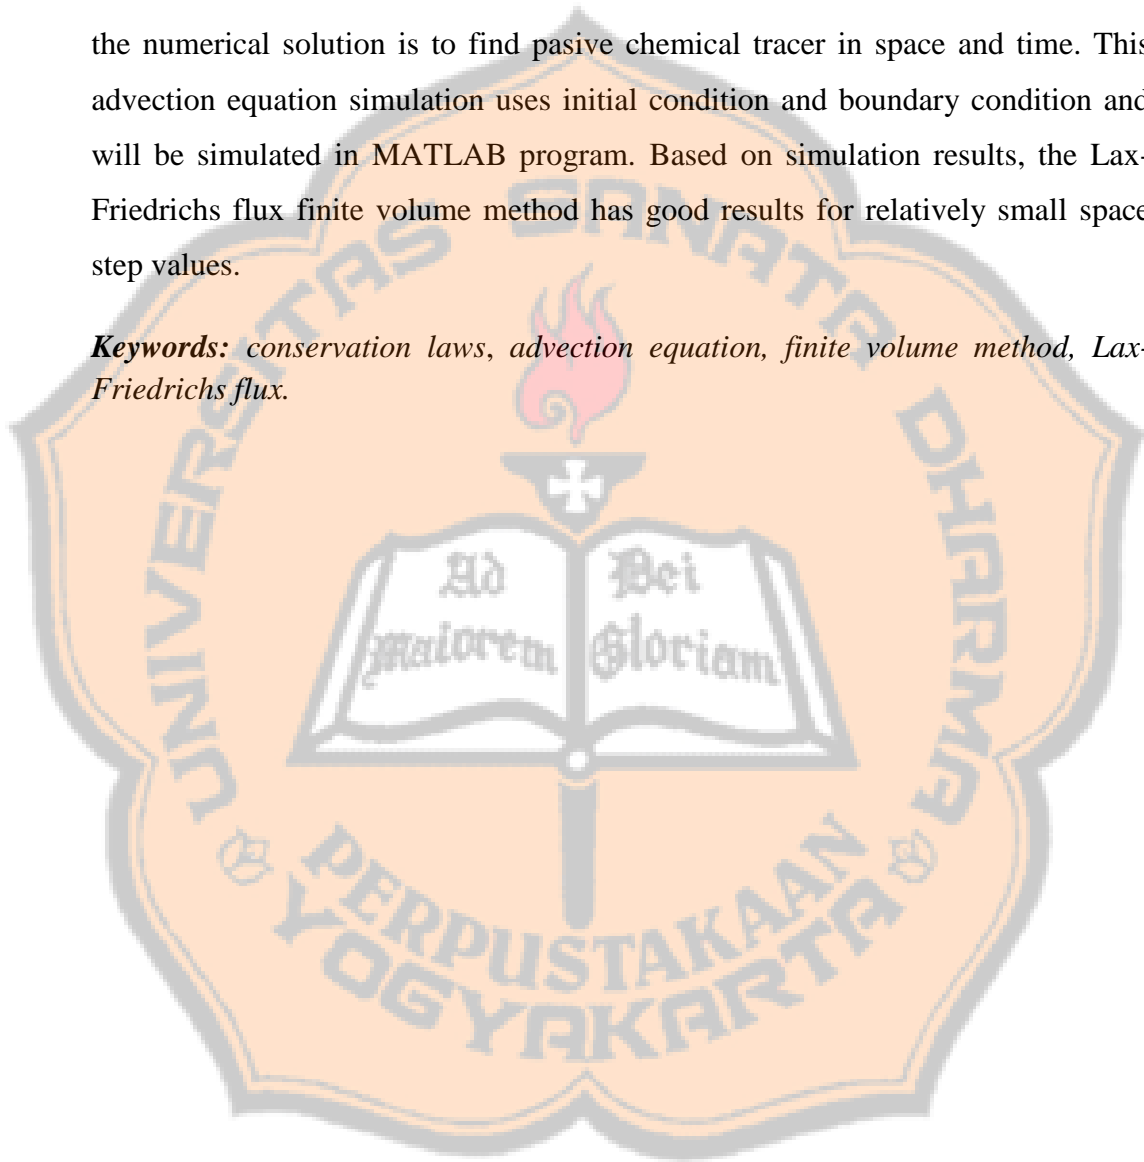 the numerical solution is to find pasive chemical tracer in space and time. This
advection equation simulation uses initial condition and boundary condition and
will be simulated in MATLAB program. Based on simulation results, the Lax-
Friedrichs flux finite volume method has good results for relatively small space
step values.
Keywords: conservation laws, advection equation, finite volume method, Lax-
Friedrichs flux.
UNIVERSITAS SANATA DHARMA
Ad
maiorem
Dei
Gloriam
PERPUSTAKAAN
YOGYAKARTA